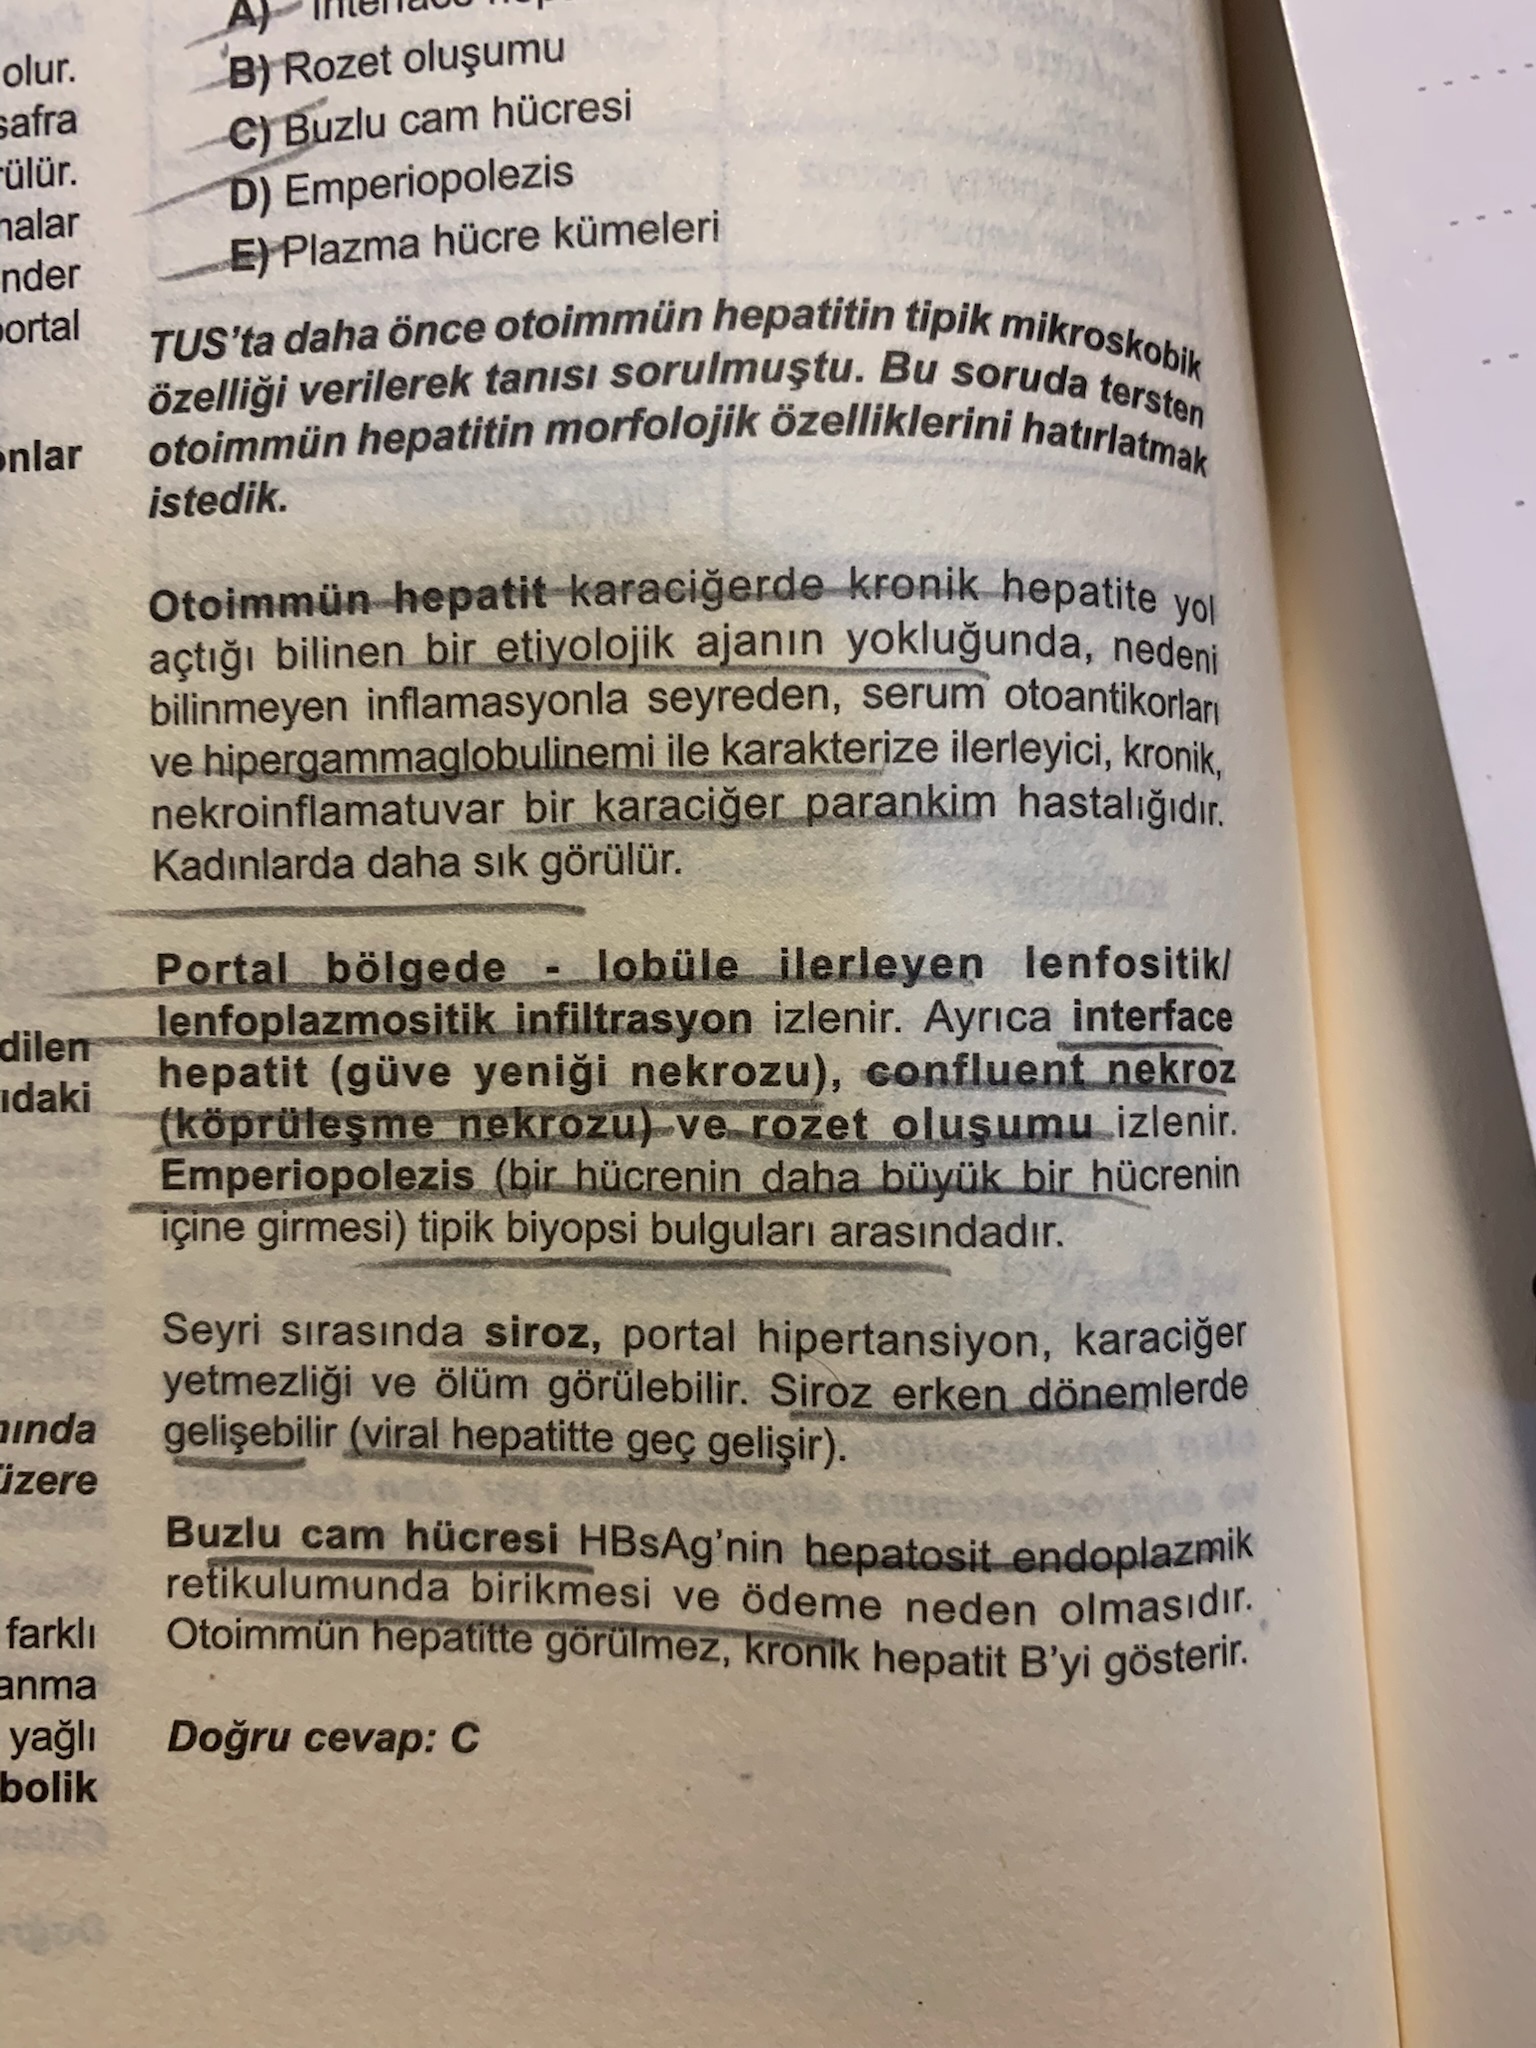 olur.
safra
rülür.
malar
nder
portal
onlar
dilen
ıdaki
nında
üzere
farklı
anma
yağlı
bolik
A) Interface
B) Rozet oluşumu
C) Buzlu cam hücresi
D) Emperiopolezis
E) Plazma hücre kümeleri
TUS'ta daha önce otoimmün hepatitin tipik mikroskobik
özelliği verilerek tanısı sorulmuştu. Bu soruda tersten
otoimmün hepatitin morfolojik özelliklerini hatırlatmak
istedik.
Otoimmün hepatit karaciğerde kronik hepatite yol
açtığı bilinen bir etiyolojik ajanın yokluğunda, nedeni
bilinmeyen inflamasyonla seyreden, serum otoantikorları
ve hipergammaglobulinemi ile karakterize ilerleyici, kronik,
nekroinflamatuvar bir karaciğer parankim hastalığıdır.
Kadınlarda daha sık görülür.
Portal bölgede - lobüle ilerleyen lenfositik/
lenfoplazmositik infiltrasyon izlenir. Ayrıca interface
hepatit (güve yeniği nekrozu), confluent nekroz
(köprüleşme nekrozu) ve rozet oluşumu izlenir.
Emperiopolezis (bir hücrenin daha büyük bir hücrenin
içine girmesi) tipik biyopsi bulguları arasındadır.
Seyri sırasında siroz, portal hipertansiyon, karaciğer
yetmezliği ve ölüm görülebilir. Siroz erken dönemlerde
gelişebilir (viral hepatitte geç gelişir).
Buzlu cam hücresi HBsAg'nin hepatosit endoplazmik
retikulumunda birikmesi ve ödeme neden olmasıdır.
Otoimmün hepatitte görülmez, kronik hepatit B'yi gösterir.
Doğru cevap: C